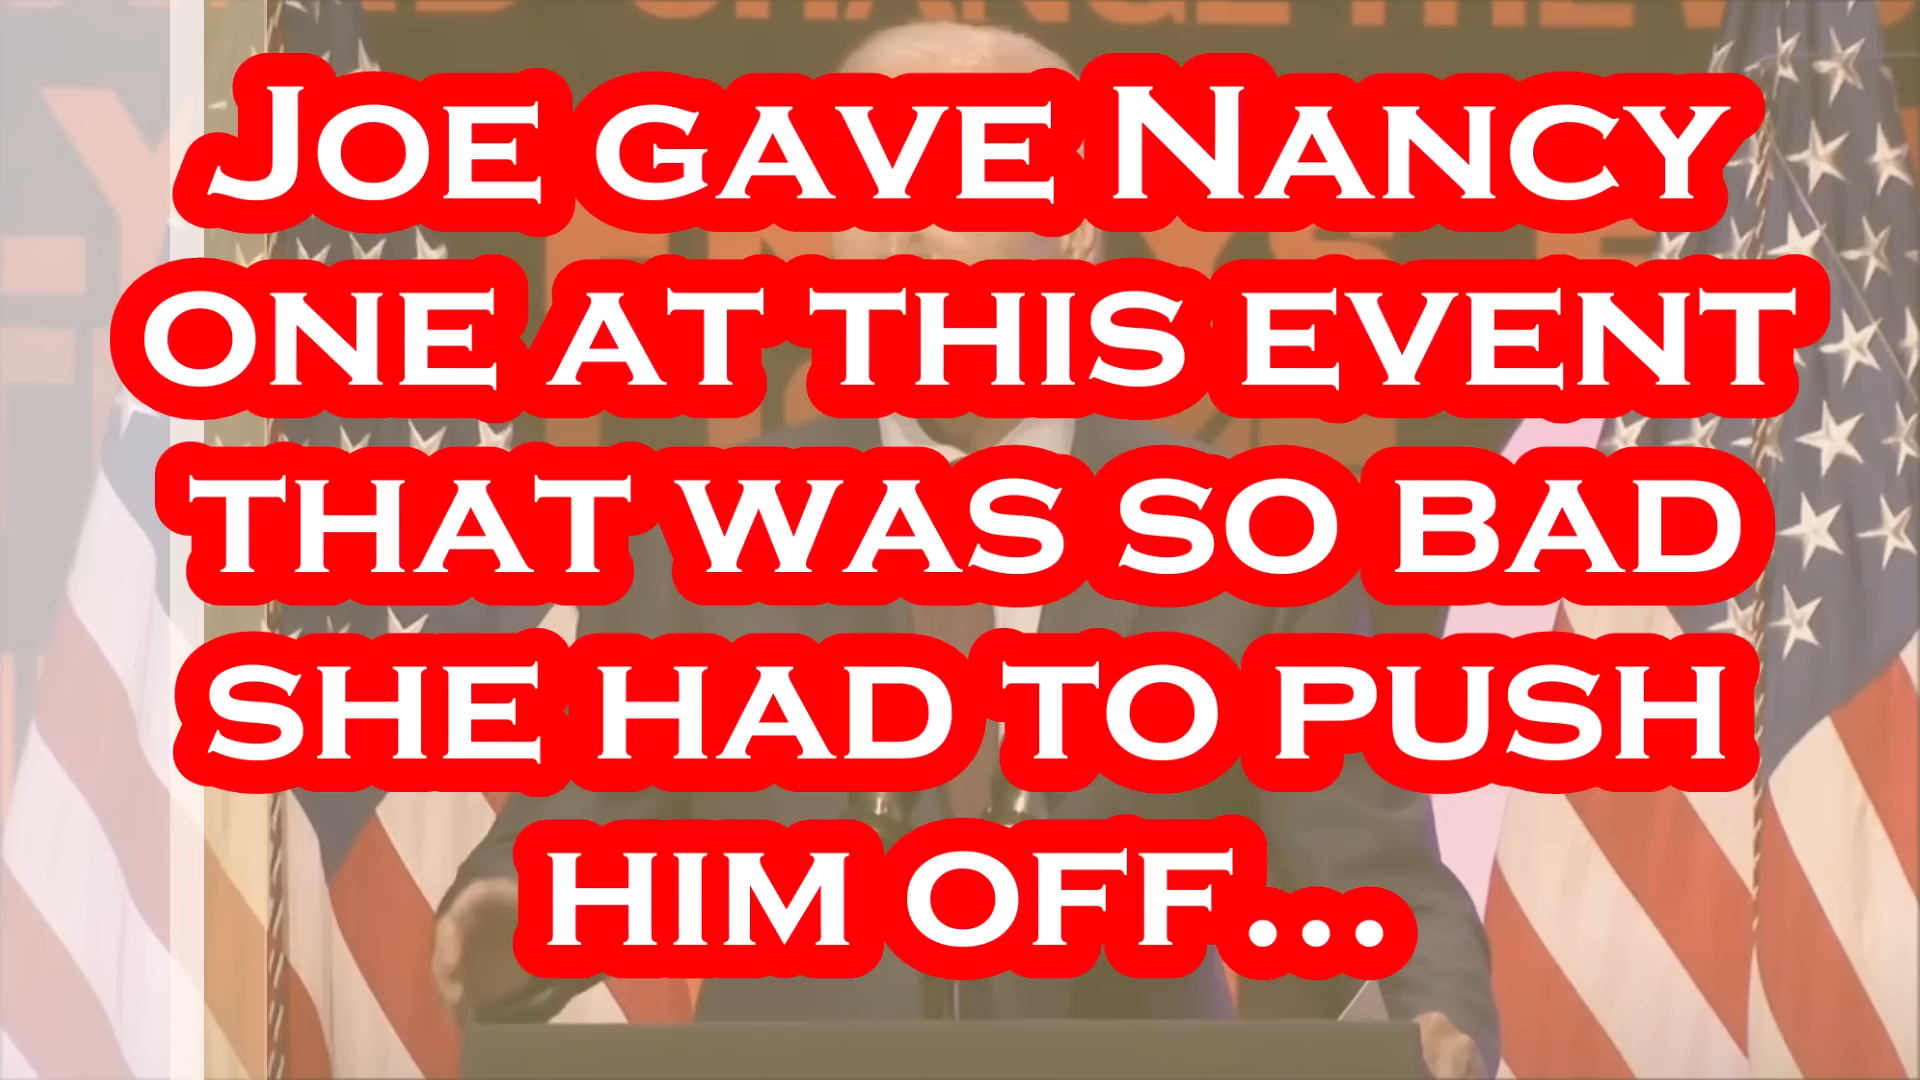 Joe gave Nancy
one at this event
that was so bad
she had to push
him off...